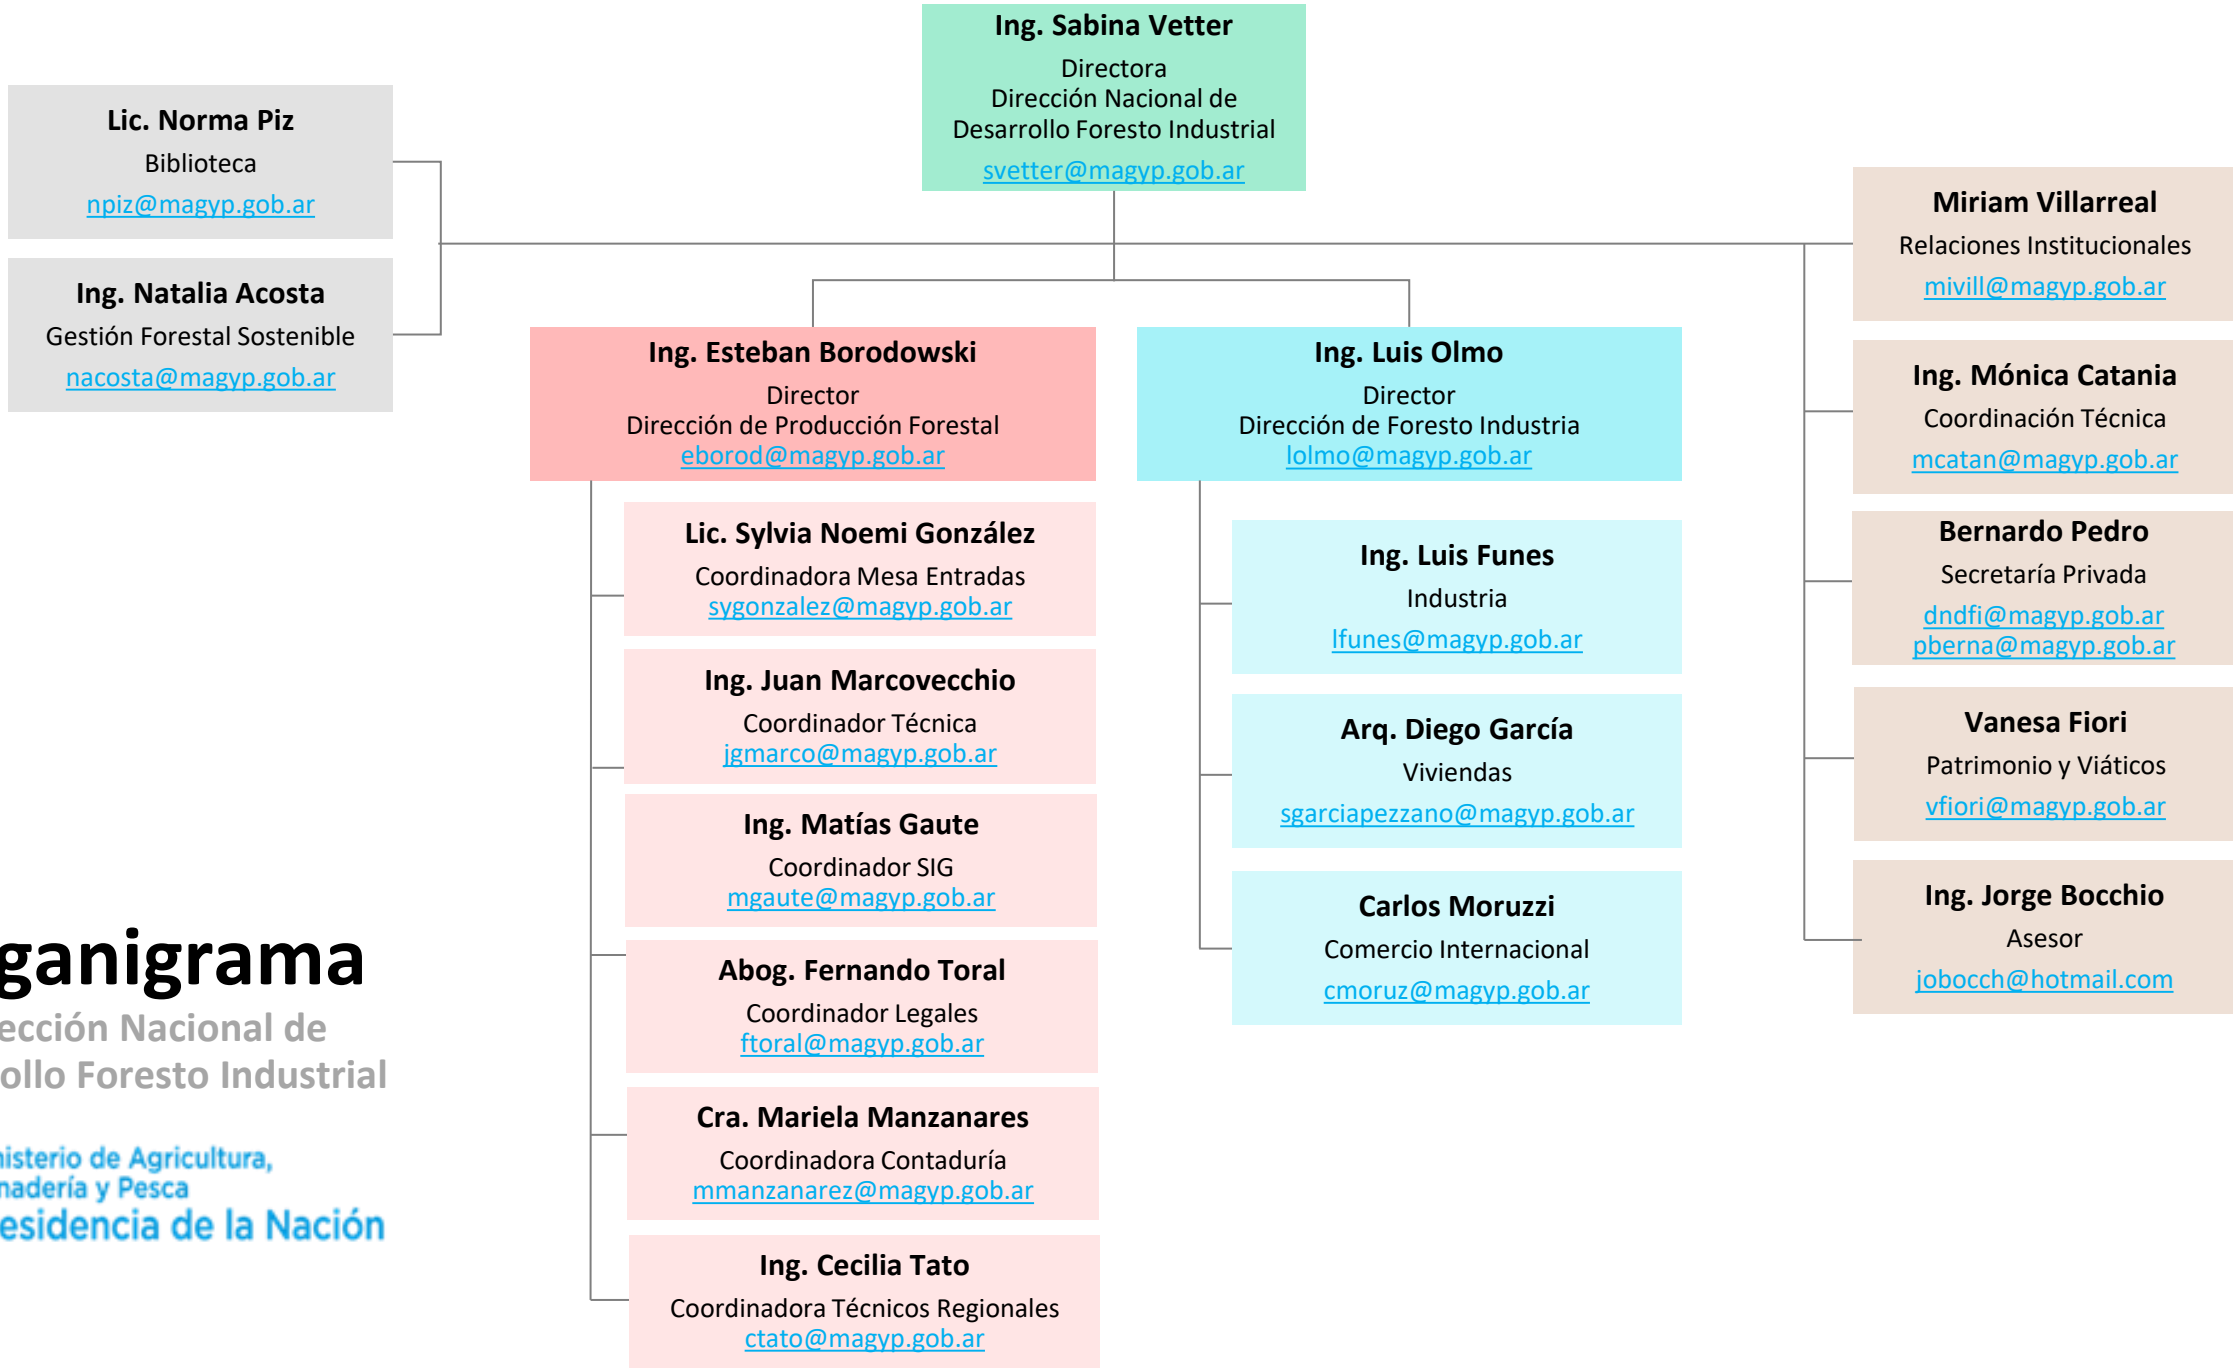 Ing. Sabina Vetter
Directora
Dirección Nacional de
Desarrollo Foresto Industrial
svetter@magyp.gob.ar
Lic. Norma Piz
Biblioteca
npiz@magyp.gob.ar
Ing. Natalia Acosta
Gestión Forestal Sostenible
nacosta@magyp.gob.ar
Ing. Esteban Borodowski
Director
Dirección de Producción Forestal
eborod@magyp.gob.ar
Lic. Sylvia Noemi González
Coordinadora Mesa Entradas
sygonzalez@magyp.gob.ar
Ing. Juan Marcovecchio
Coordinador Técnica
jgmarco@magyp.gob.ar
Ing. Matías Gaute
Coordinador SIG
mgaute@magyp.gob.ar
Abog. Fernando Toral
Coordinador Legales
ftoral@magyp.gob.ar
Cra. Mariela Manzanares
Coordinadora Contaduría
mmanzanarez@magyp.gob.ar
Ing. Cecilia Tato
Coordinadora Técnicos Regionales
ctato@magyp.gob.ar
Ing. Luis Olmo
Director
Dirección de Foresto Industria
lolmo@magyp.gob.ar
Ing. Luis Funes
Industria
lfunes@magyp.gob.ar
Arq. Diego García
Viviendas
sgarciapezzano@magyp.gob.ar
Carlos Moruzzi
Comercio Internacional
cmoruz@magyp.gob.ar
Miriam Villarreal
Relaciones Institucionales
mivill@magyp.gob.ar
Ing. Mónica Catania
Coordinación Técnica
mcatan@magyp.gob.ar
Bernardo Pedro
Secretaría Privada
dndfi@magyp.gob.ar
pberna@magyp.gob.ar
Vanesa Fiori
Patrimonio y Viáticos
vfiori@magyp.gob.ar
Ing. Jorge Bocchio
Asesor
jobocch@hotmail.com
ganigrama
ección Nacional de
ollo Foresto Industrial
nisterio de Agricultura,
nadería y Pesca
esidencia de la Nación